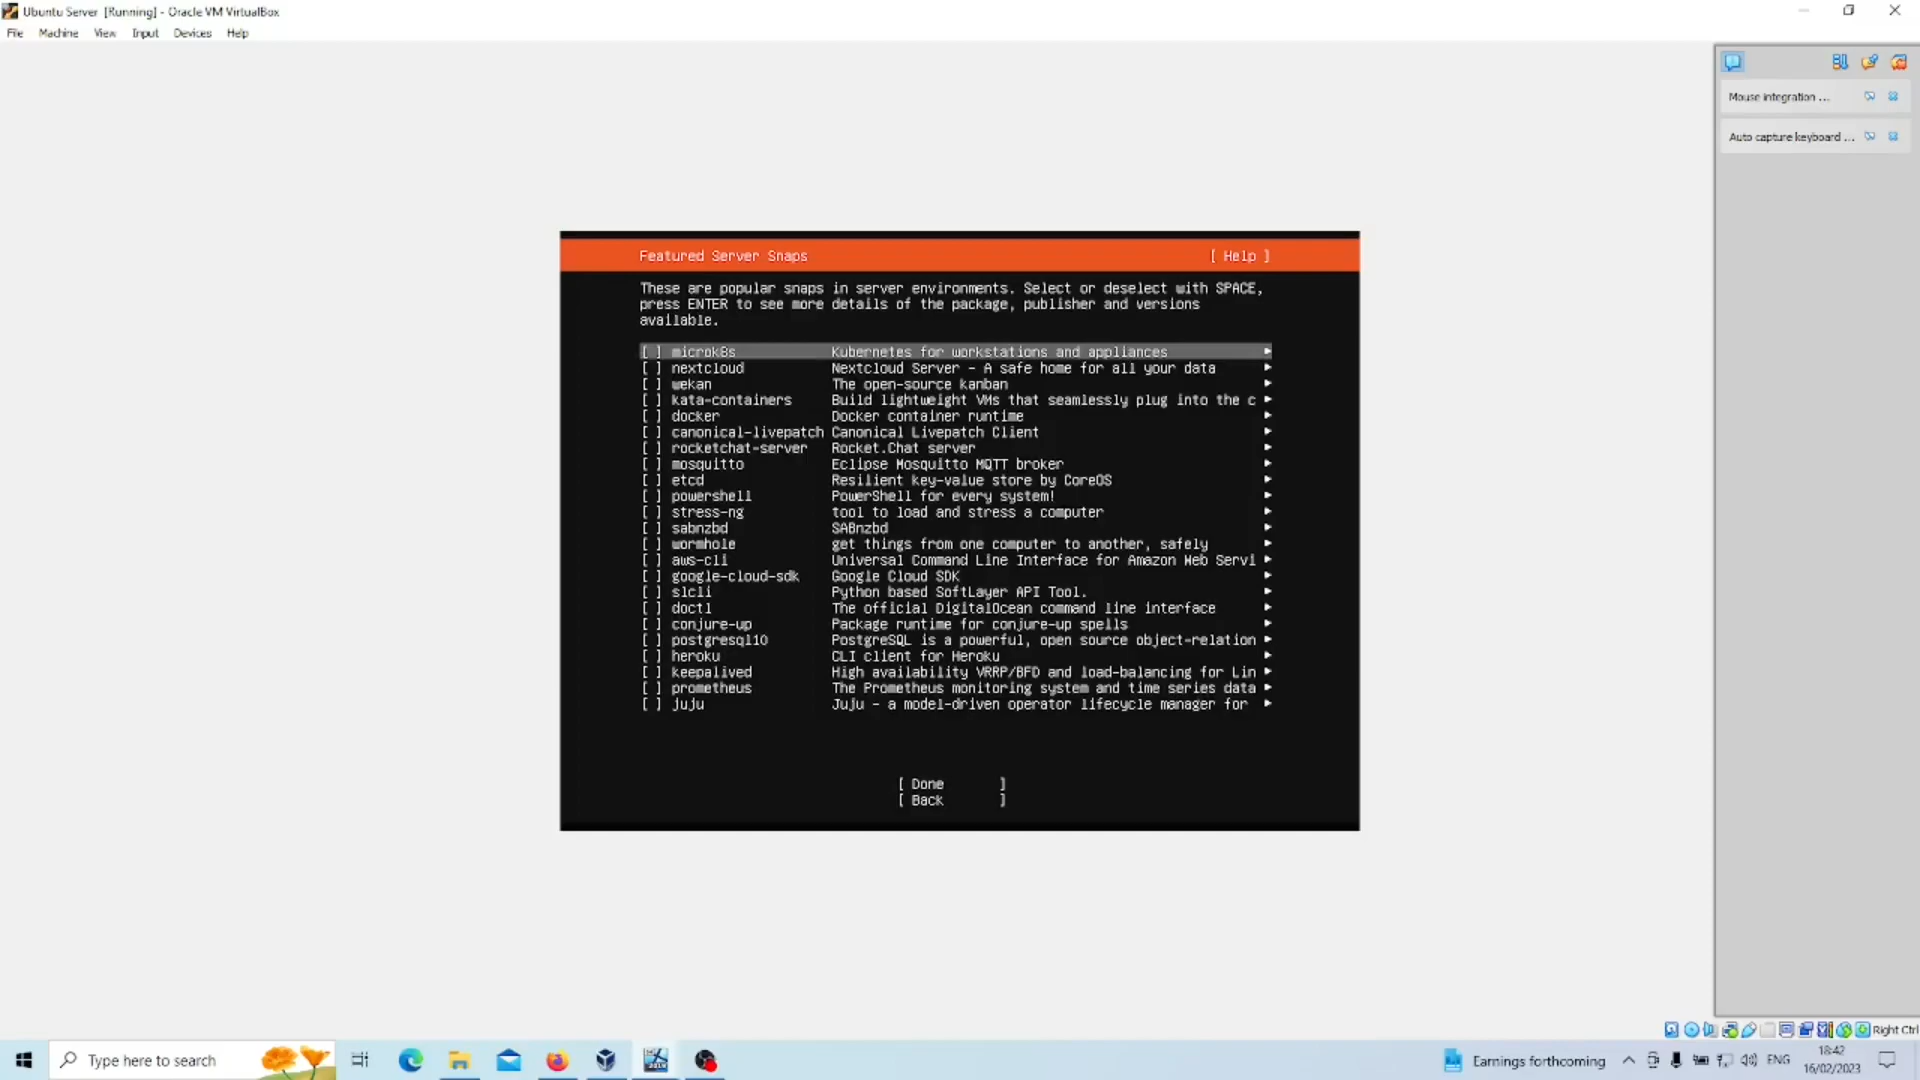 Ubuntu Server [Running] - Oracle VM VirtualBox
File Machine View Input Devices Help
Mouse integration ...
Auto capture keyboard ...
Featured Server Snaps [ Help ]
These are popular snaps in server environments. Select or deselect with SPACE,
press ENTER to see more details of the package, publisher and versions
available.
[ ] microk8s Kubernetes for workstations and appliances ►
[ ] nextcloud Nextcloud Server - A safe home for all your data ►
[ ] wekan The open-source kanban ►
[ ] kata-containers Build lightweight VMs that seamlessly plug into the c ►
[ ] docker Docker container runtime ►
[ ] canonical-livepatch Canonical Livepatch Client ►
[ ] rocketchat-server Rocket.Chat server ►
[ ] mosquitto Eclipse Mosquitto MQTT broker ►
[ ] etcd Resilient key-value store by CoreOS ►
[ ] powershell PowerShell for every system! ►
[ ] stress-ng tool to load and stress a computer ►
[ ] sabnzbd SABnzbd ►
[ ] wormhole get things from one computer to another, safely ►
[ ] aws-cli Universal Command Line Interface for Amazon Web Servi ►
[ ] google-cloud-sdk Google Cloud SDK ►
[ ] slcli Python based SoftLayer API Tool. ►
[ ] doctl The official DigitalOcean command line interface ►
[ ] conjure-up Package runtime for conjure-up spells ►
[ ] postgresql10 PostgreSQL is a powerful, open source object-relation ►
[ ] heroku CLI client for Heroku ►
[ ] keepalived High availability VRRP/BFD and load-balancing for Lin ►
[ ] prometheus The Prometheus monitoring system and time series data ►
[ ] juju Juju - a model-driven operator lifecycle manager for ►
[ Done ]
[ Back ]
Right Ctrl
Type here to search
Earnings forthcoming
ENG
18:42
16/02/2023